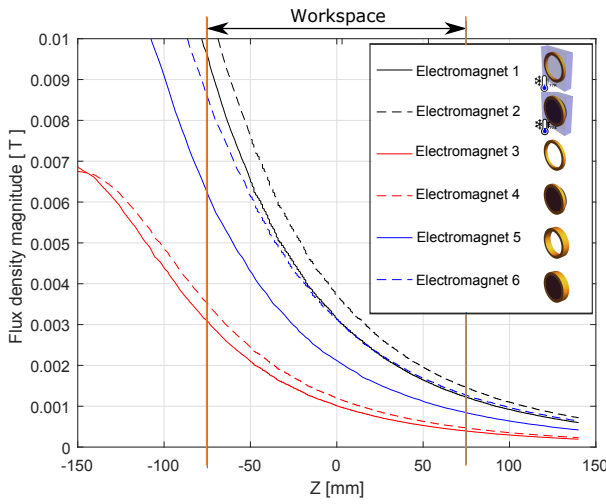 Workspace
0.01
0.009
0.008
0.007
0.006
0.005
0.004
0.003
0.002
0.001
0
Flux density magnitude [ T ]
-150
-100
-50
0
50
100
150
Z [mm]
Electromagnet 1
Electromagnet 2
Electromagnet 3
Electromagnet 4
Electromagnet 5
Electromagnet 6